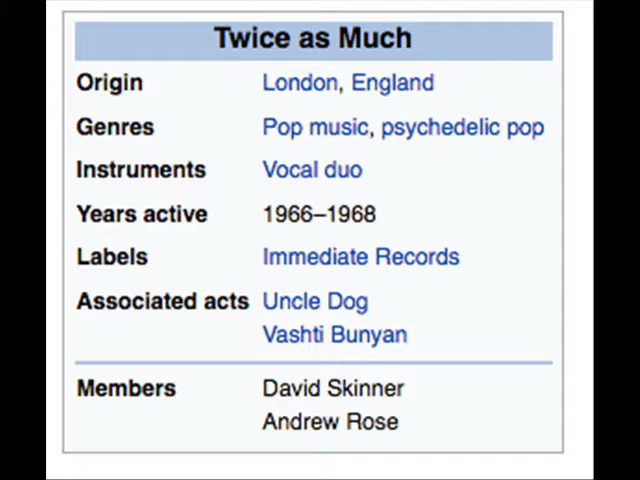 Twice as Much
Origin London, England
Genres Pop music, psychedelic pop
Instruments Vocal duo
Years active 1966–1968
Labels Immediate Records
Associated acts Uncle Dog
Vashti Bunyan
Members David Skinner
Andrew Rose